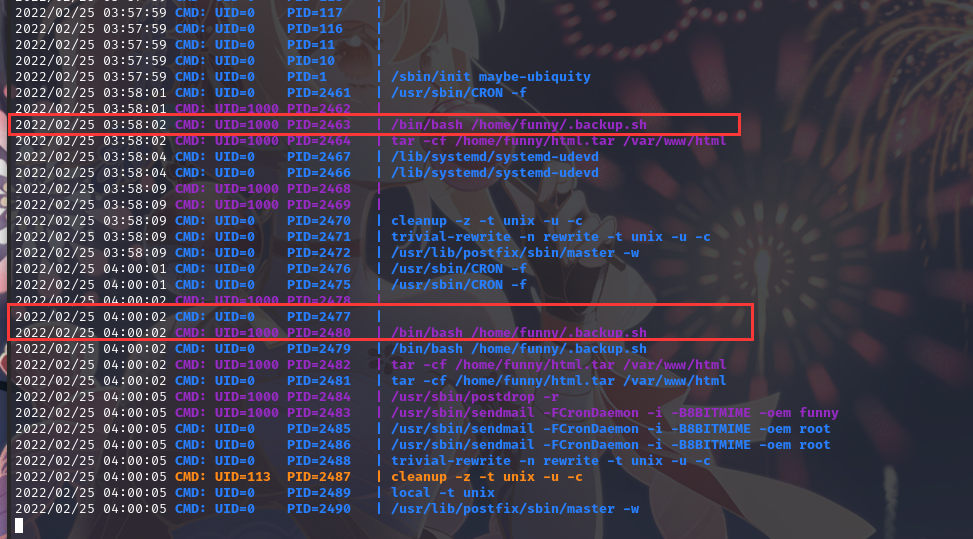 2022/02/25 03:57:59 CMD: UID=0    PID=117    |
2022/02/25 03:57:59 CMD: UID=0    PID=116    |
2022/02/25 03:57:59 CMD: UID=0    PID=11     |
2022/02/25 03:57:59 CMD: UID=0    PID=10     |
2022/02/25 03:57:59 CMD: UID=0    PID=1      | /sbin/init maybe-ubiquity
2022/02/25 03:58:01 CMD: UID=0    PID=2461   | /usr/sbin/CRON -f
2022/02/25 03:58:01 CMD: UID=1000 PID=2462   |
2022/02/25 03:58:02 CMD: UID=1000 PID=2463   | /bin/bash /home/funny/.backup.sh
2022/02/25 03:58:02 CMD: UID=1000 PID=2464   | tar -cf /home/funny/html.tar /var/www/html
2022/02/25 03:58:04 CMD: UID=0    PID=2467   | /lib/systemd/systemd-udevd
2022/02/25 03:58:04 CMD: UID=0    PID=2466   | /lib/systemd/systemd-udevd
2022/02/25 03:58:09 CMD: UID=1000 PID=2468   |
2022/02/25 03:58:09 CMD: UID=1000 PID=2469   |
2022/02/25 03:58:09 CMD: UID=0    PID=2470   | cleanup -z -t unix -u -c
2022/02/25 03:58:09 CMD: UID=0    PID=2471   | trivial-rewrite -n rewrite -t unix -u -c
2022/02/25 03:58:09 CMD: UID=0    PID=2472   | /usr/lib/postfix/sbin/master -w
2022/02/25 04:00:01 CMD: UID=0    PID=2476   | /usr/sbin/CRON -f
2022/02/25 04:00:01 CMD: UID=0    PID=2475   | /usr/sbin/CRON -f
2022/02/25 04:00:02 CMD: UID=1000 PID=2478   |
2022/02/25 04:00:02 CMD: UID=0    PID=2477   |
2022/02/25 04:00:02 CMD: UID=1000 PID=2480   | /bin/bash /home/funny/.backup.sh
2022/02/25 04:00:02 CMD: UID=0    PID=2479   | /bin/bash /home/funny/.backup.sh
2022/02/25 04:00:02 CMD: UID=1000 PID=2482   | tar -cf /home/funny/html.tar /var/www/html
2022/02/25 04:00:02 CMD: UID=0    PID=2481   | tar -cf /home/funny/html.tar /var/www/html
2022/02/25 04:00:05 CMD: UID=1000 PID=2484   | /usr/sbin/postdrop -r
2022/02/25 04:00:05 CMD: UID=1000 PID=2483   | /usr/sbin/sendmail -FCronDaemon -i -B8BITMIME -oem funny
2022/02/25 04:00:05 CMD: UID=0    PID=2485   | /usr/sbin/sendmail -FCronDaemon -i -B8BITMIME -oem root
2022/02/25 04:00:05 CMD: UID=0    PID=2486   | /usr/sbin/sendmail -FCronDaemon -i -B8BITMIME -oem root
2022/02/25 04:00:05 CMD: UID=0    PID=2488   | trivial-rewrite -n rewrite -t unix -u -c
2022/02/25 04:00:05 CMD: UID=113  PID=2487   | cleanup -z -t unix -u -c
2022/02/25 04:00:05 CMD: UID=0    PID=2489   | local -t unix
2022/02/25 04:00:05 CMD: UID=0    PID=2490   | /usr/lib/postfix/sbin/master -w